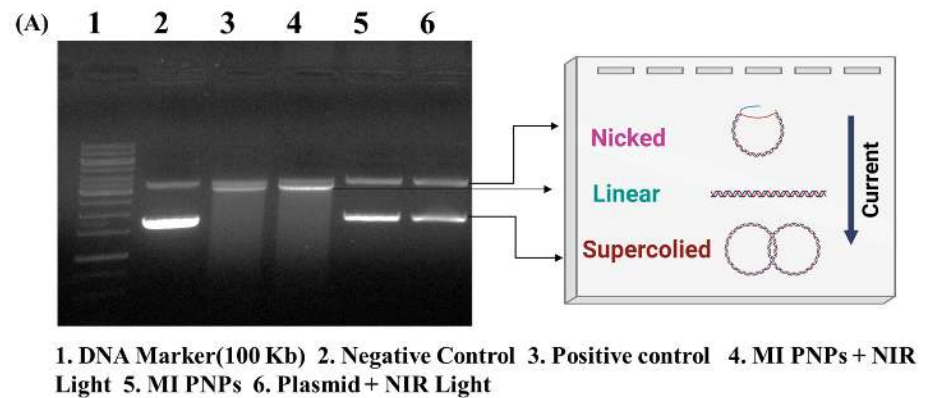 (A)
1 2 3 4 5 6
Nicked
Linear
Supercolied
Current
1. DNA Marker(100 Kb) 2. Negative Control 3. Positive control 4. MI PNPs + NIR
Light 5. MI PNPs 6. Plasmid + NIR Light